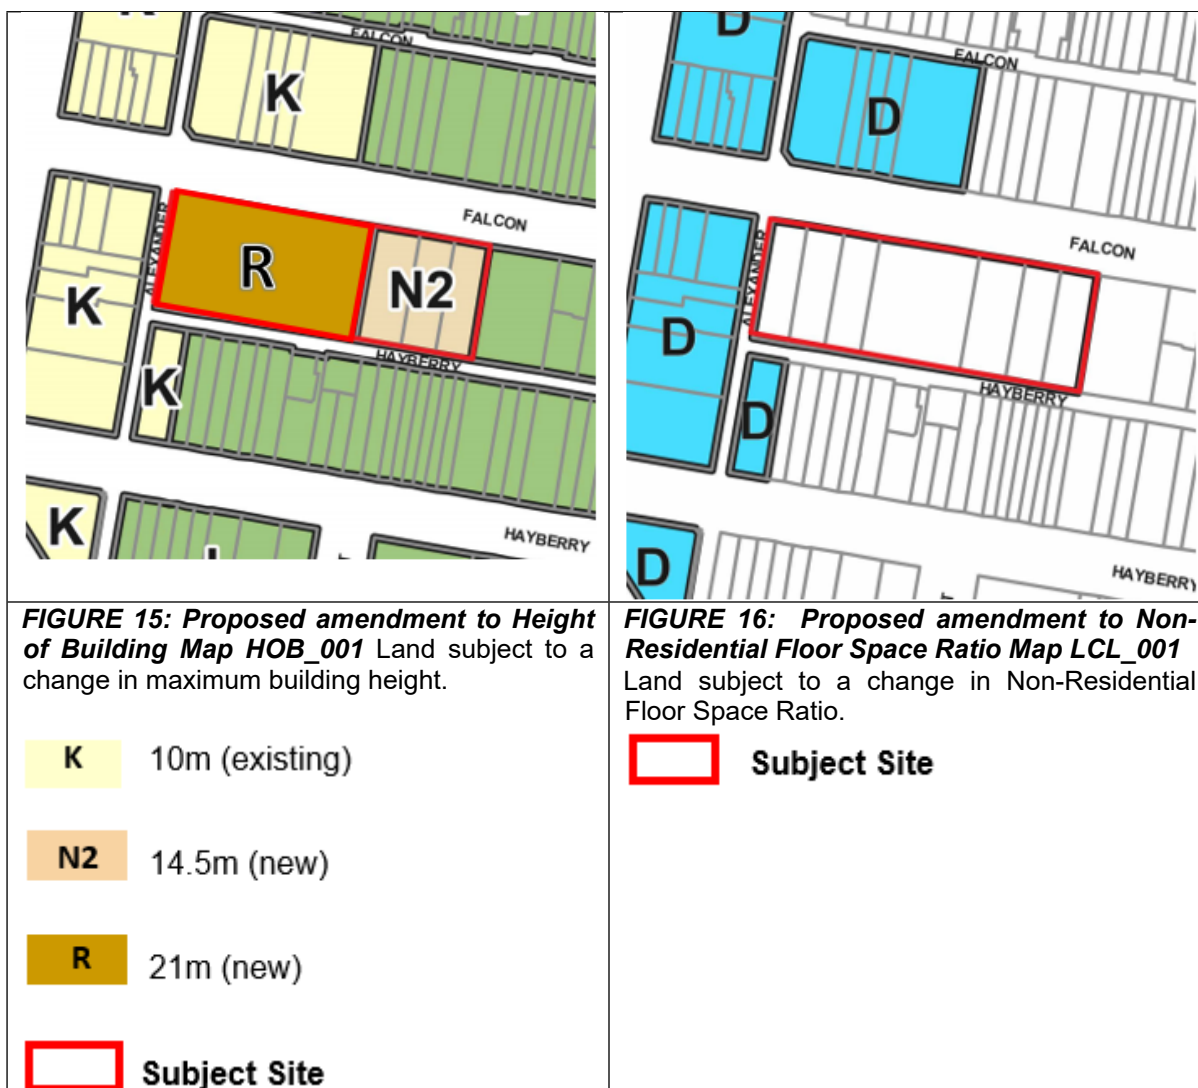 K
FALCON
K
FALCON
ALEXANDER
R
N2
K
HAYBERRY
K
K
HAYBERRY
D
FALCON
D
FALCON
ALEXANDER
D
HAYBERRY
D
D
HAYBERRY
FIGURE 15: Proposed amendment to Height
of Building Map HOB_001 Land subject to a
change in maximum building height.
K 10m (existing)
N2 14.5m (new)
R 21m (new)
Subject Site
FIGURE 16: Proposed amendment to Non-
Residential Floor Space Ratio Map LCL_001
Land subject to a change in Non-Residential
Floor Space Ratio.
Subject Site